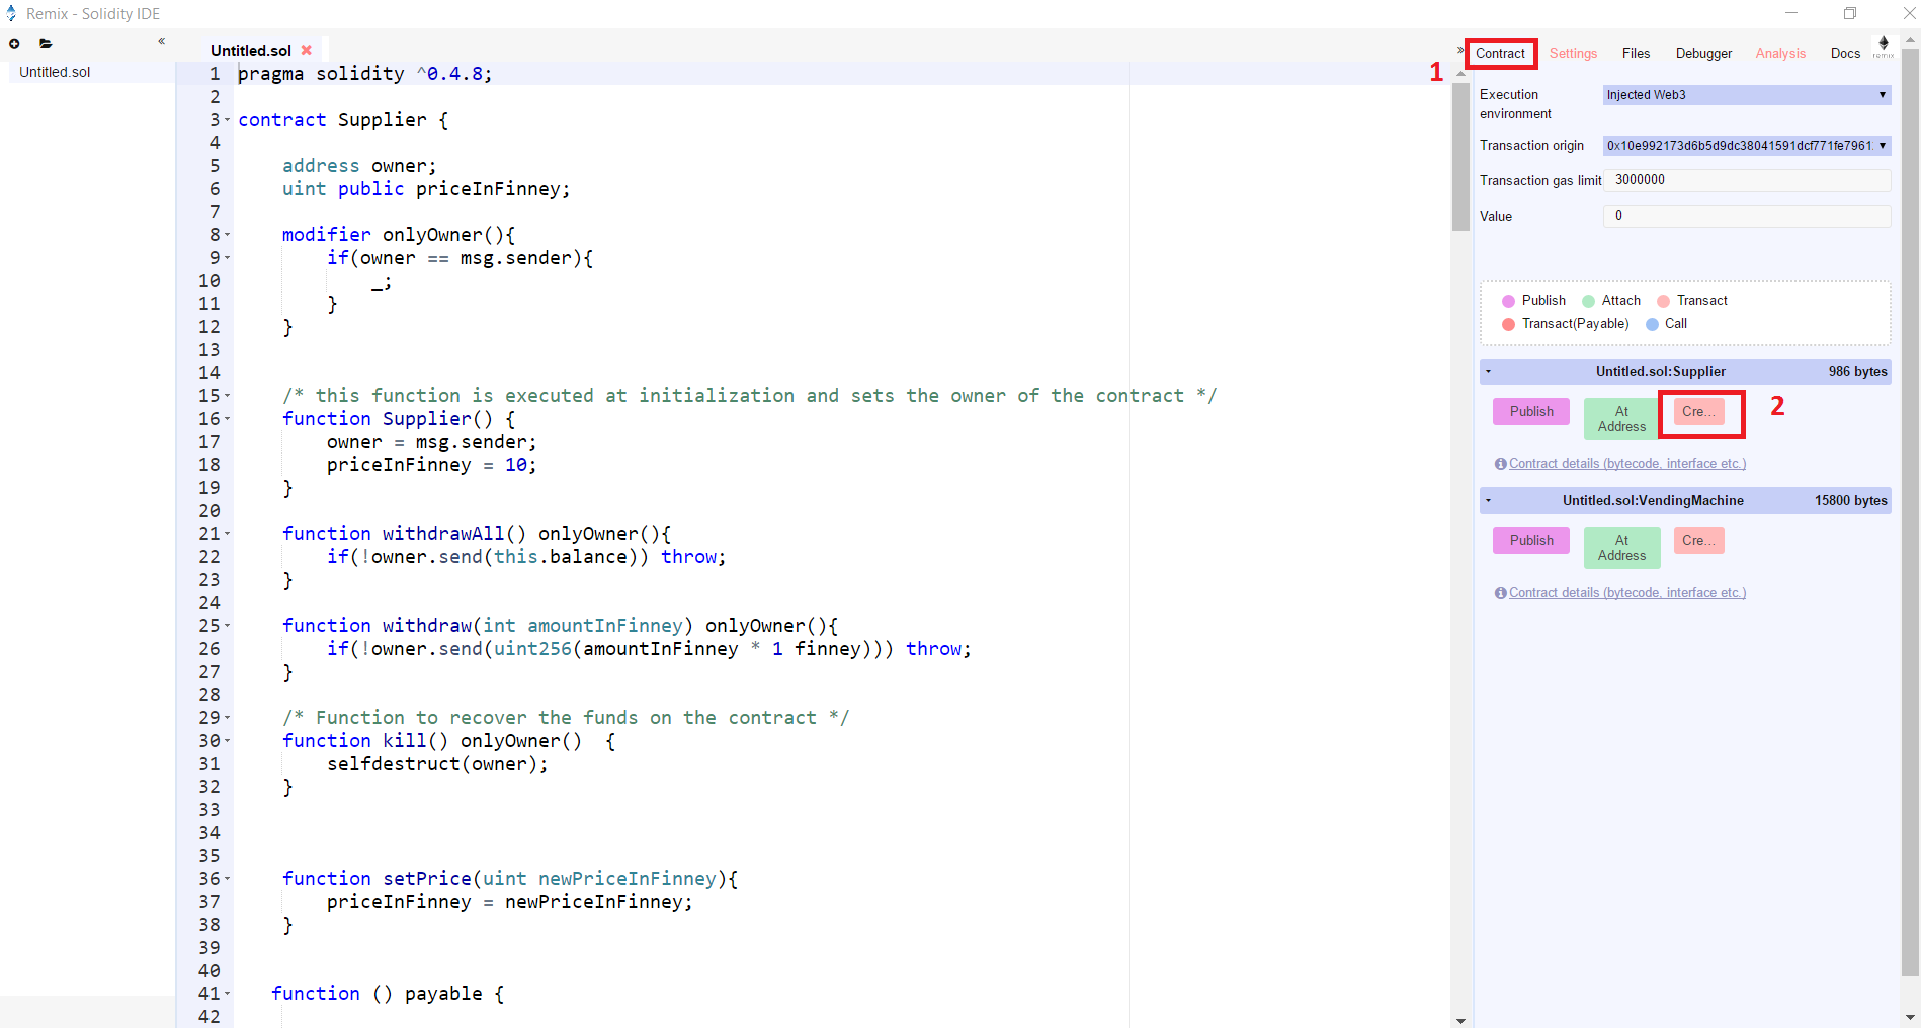 Remix - Solidity IDE
«
Untitled.sol
Untitled.sol ✖
1 pragma solidity ^0.4.8;
2
3 contract Supplier {
4
5 address owner;
6 uint public priceInFinney;
7
8 modifier onlyOwner(){
9 if(owner == msg.sender){
10 _;
11 }
12 }
13
14
15 /* this function is executed at initialization and sets the owner of the contract */
16 function Supplier() {
17 owner = msg.sender;
18 priceInFinney = 10;
19 }
20
21 function withdrawAll() onlyOwner(){
22 if(!owner.send(this.balance)) throw;
23 }
24
25 function withdraw(int amountInFinney) onlyOwner(){
26 if(!owner.send(uint256(amountInFinney * 1 finney))) throw;
27 }
28
29 /* Function to recover the funds on the contract */
30 function kill() onlyOwner() {
31 selfdestruct(owner);
32 }
33
34
35
36 function setPrice(uint newPriceInFinney){
37 priceInFinney = newPriceInFinney;
38 }
39
40
41 function () payable {
42
1
» Contract Settings Files Debugger Analysis Docs remix
Execution environment Injected Web3
Transaction origin 0x10e992173d6b5d9dc38041591dcf771fe7961
Transaction gas limit 3000000
Value 0
Publish Attach Transact
Transact(Payable) Call
Untitled.sol:Supplier 986 bytes
Publish At Address Cre... 2
Contract details (bytecode, interface etc.)
Untitled.sol:VendingMachine 15800 bytes
Publish At Address Cre...
Contract details (bytecode, interface etc.)